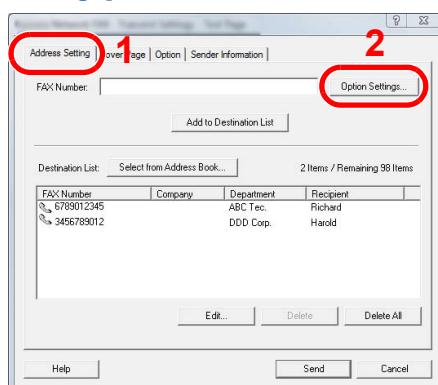 1 2
Address Setting Cover Page Option Sender Information
FAX Number: Option Settings...
Add to Destination List
Destination List: Select from Address Book... 2 Items / Remaining 98 Items
FAX Number Company Department Recipient
6789012345 ABC Tec. Richard
3456789012 DDD Corp. Harold
Edit... Delete Delete All
Help Send Cancel